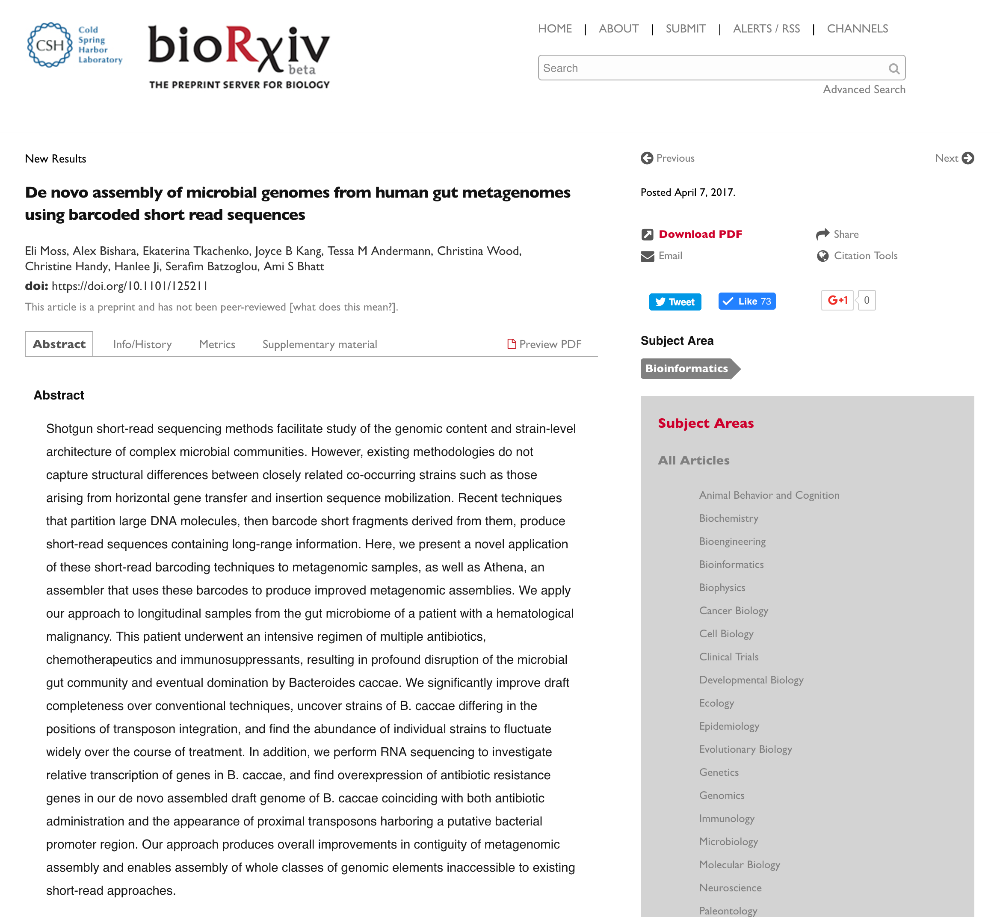 CSH
Cold
Spring
Harbor
Laboratory
bioRxiv
beta
THE PREPRINT SERVER FOR BIOLOGY
HOME | ABOUT | SUBMIT | ALERTS / RSS | CHANNELS
Search
Advanced Search
New Results
De novo assembly of microbial genomes from human gut metagenomes
using barcoded short read sequences
Eli Moss, Alex Bishara, Ekaterina Tkachenko, Joyce B Kang, Tessa M Andermann, Christina Wood,
Christine Handy, Hanlee Ji, Serafim Batzoglou, Ami S Bhatt
doi: https://doi.org/10.1101/125211
This article is a preprint and has not been peer-reviewed [what does this mean?].
Abstract Info/History Metrics Supplementary material Preview PDF
Abstract
Shotgun short-read sequencing methods facilitate study of the genomic content and strain-level
architecture of complex microbial communities. However, existing methodologies do not
capture structural differences between closely related co-occurring strains such as those
arising from horizontal gene transfer and insertion sequence mobilization. Recent techniques
that partition large DNA molecules, then barcode short fragments derived from them, produce
short-read sequences containing long-range information. Here, we present a novel application
of these short-read barcoding techniques to metagenomic samples, as well as Athena, an
assembler that uses these barcodes to produce improved metagenomic assemblies. We apply
our approach to longitudinal samples from the gut microbiome of a patient with a hematological
malignancy. This patient underwent an intensive regimen of multiple antibiotics,
chemotherapeutics and immunosuppressants, resulting in profound disruption of the microbial
gut community and eventual domination by Bacteroides caccae. We significantly improve draft
completeness over conventional techniques, uncover strains of B. caccae differing in the
positions of transposon integration, and find the abundance of individual strains to fluctuate
widely over the course of treatment. In addition, we perform RNA sequencing to investigate
relative transcription of genes in B. caccae, and find overexpression of antibiotic resistance
genes in our de novo assembled draft genome of B. caccae coinciding with both antibiotic
administration and the appearance of proximal transposons harboring a putative bacterial
promoter region. Our approach produces overall improvements in contiguity of metagenomic
assembly and enables assembly of whole classes of genomic elements inaccessible to existing
short-read approaches.
Previous Next
Posted April 7, 2017.
Download PDF Share
Email Citation Tools
Tweet Like 73 G+1 0
Subject Area
Bioinformatics
Subject Areas
All Articles
Animal Behavior and Cognition
Biochemistry
Bioengineering
Bioinformatics
Biophysics
Cancer Biology
Cell Biology
Clinical Trials
Developmental Biology
Ecology
Epidemiology
Evolutionary Biology
Genetics
Genomics
Immunology
Microbiology
Molecular Biology
Neuroscience
Paleontology